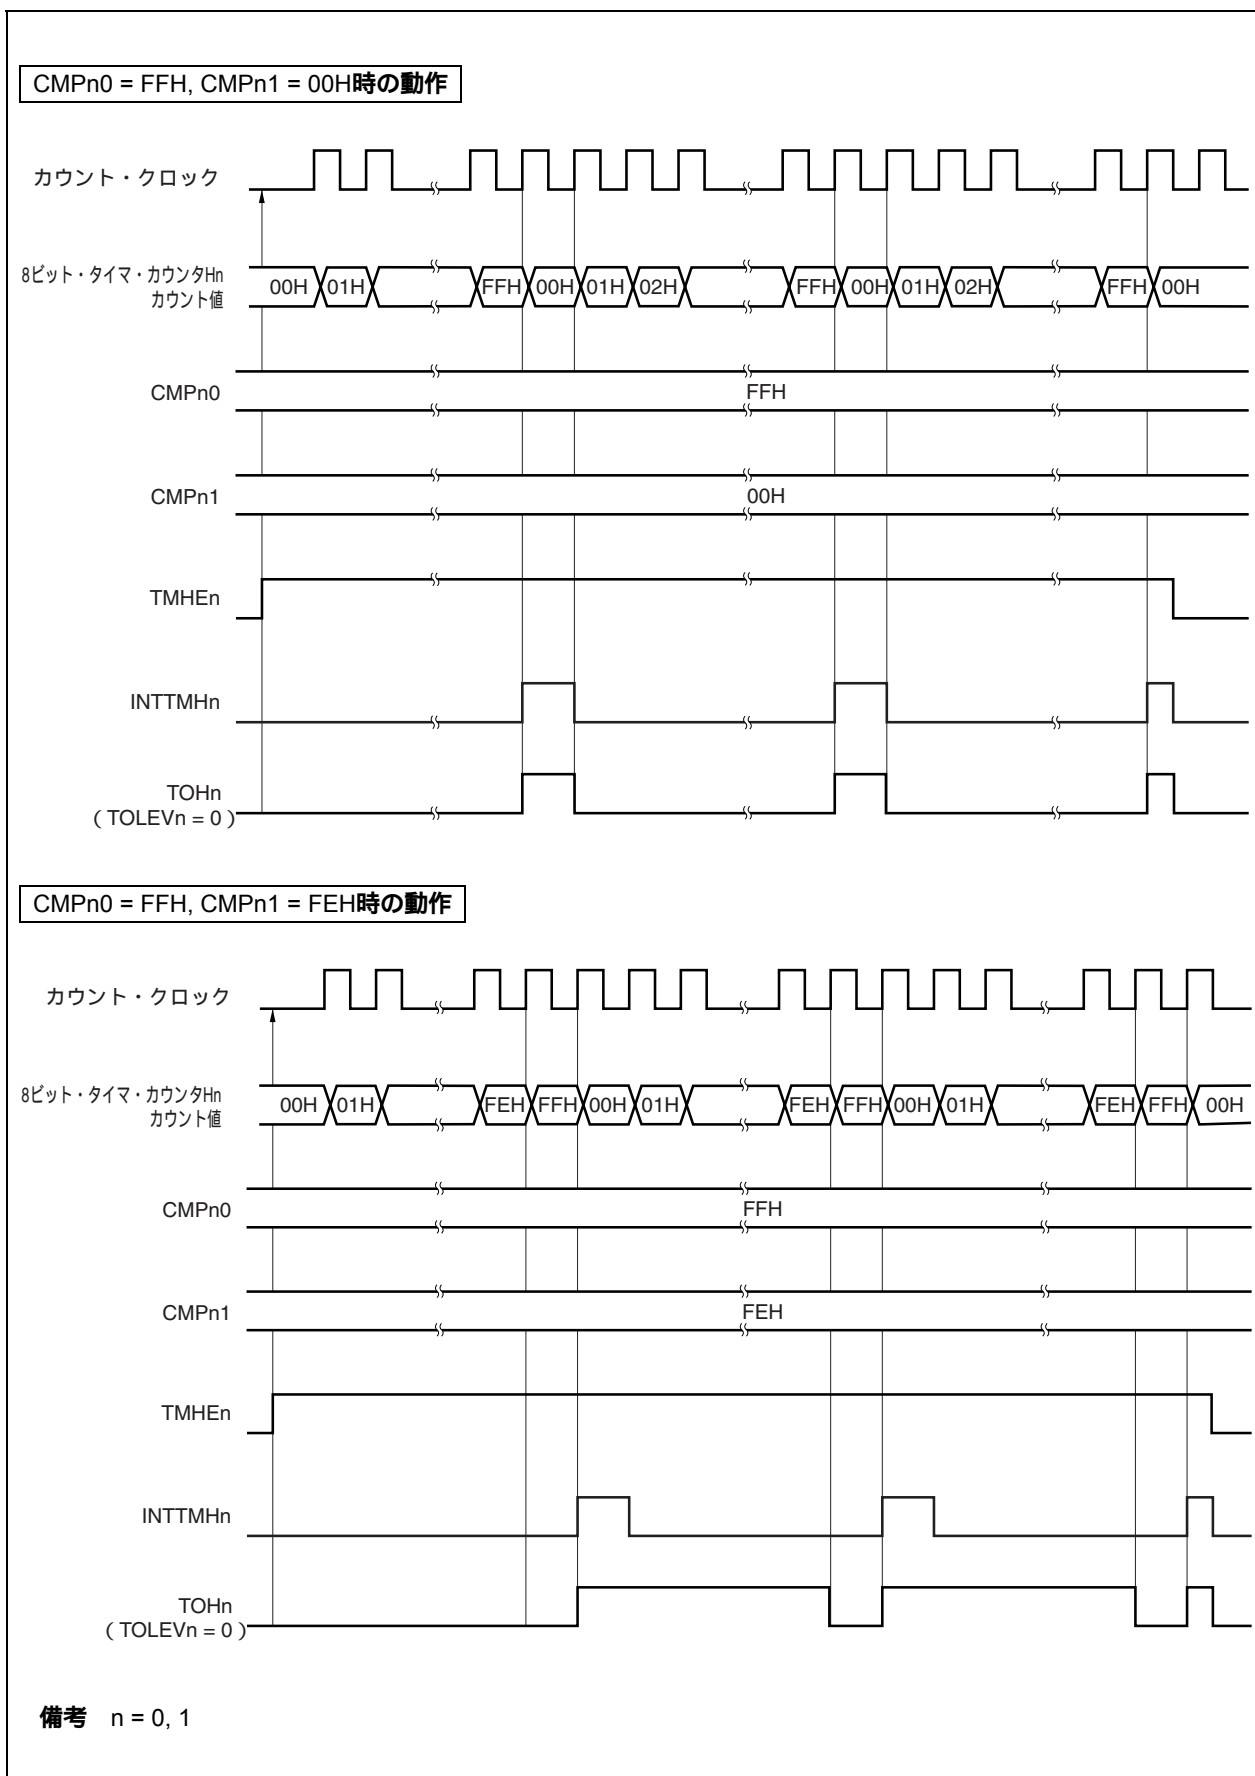 CMPn0 = FFH, CMPn1 = 00H時の動作
カウント・クロック
8ビット・タイマ・カウンタHn
カウント値
00H 01H FFH 00H 01H 02H FFH 00H 01H 02H FFH 00H
CMPn0 FFH
CMPn1 00H
TMHEn
INTTMHn
TOHn
（TOLEVn = 0）
CMPn0 = FFH, CMPn1 = FEH時の動作
カウント・クロック
8ビット・タイマ・カウンタHn
カウント値
00H 01H FEH FFH 00H 01H FEH FFH 00H 01H FEH FFH 00H
CMPn0 FFH
CMPn1 FEH
TMHEn
INTTMHn
TOHn
（TOLEVn = 0）
備考 n = 0, 1